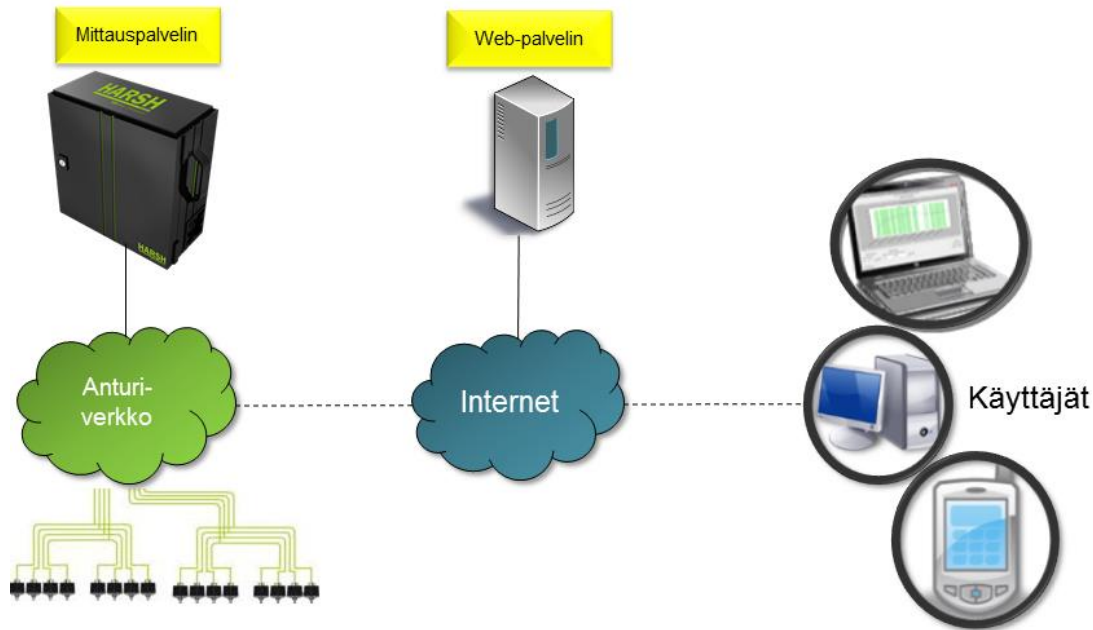 Mittauspalvelin
Web-palvelin
HARSH
HARSH
Anturi-
verkko
Internet
Käyttäjät